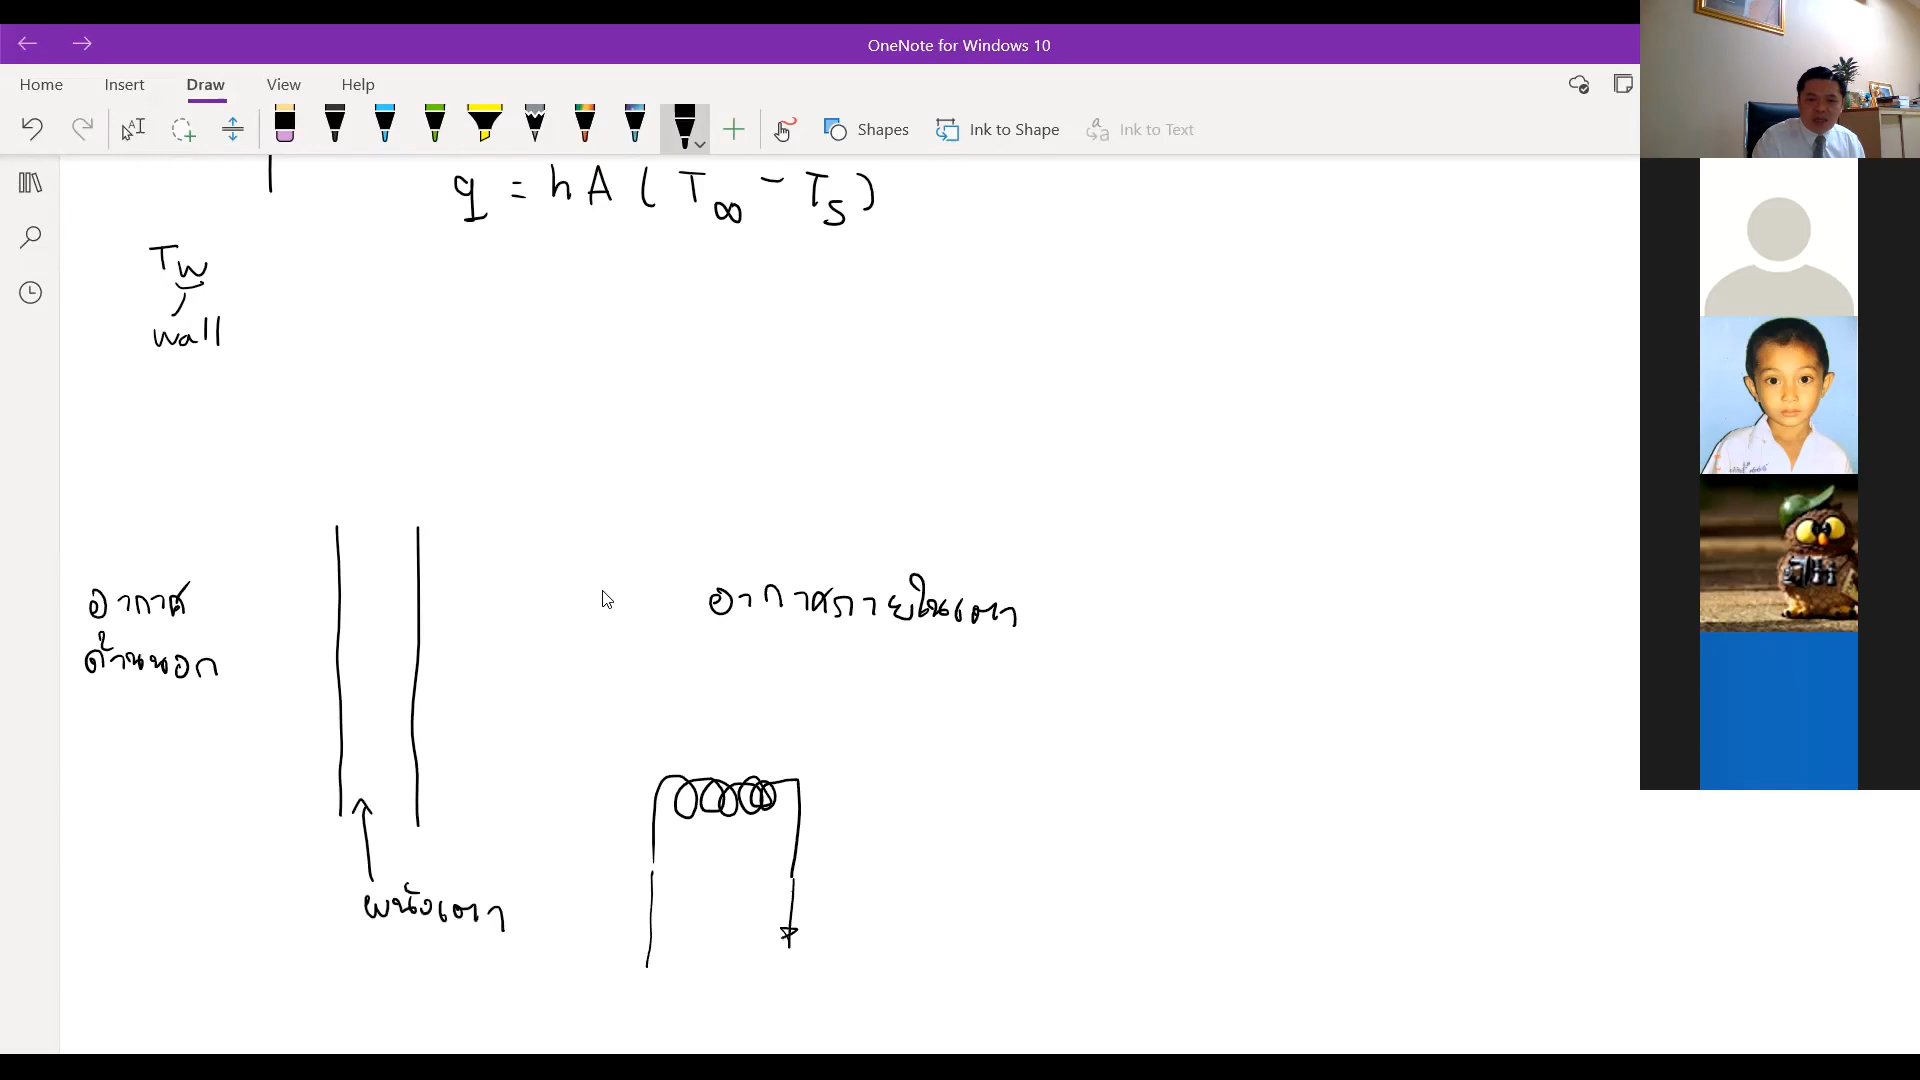 OneNote for Windows 10
Home Insert Draw View Help
Shapes Ink to Shape Ink to Text
q = hA ( T∞ - Ts )
Tw
wall
อากาศ
ด้านนอก
อากาศภายในเตา
ผนังเตา